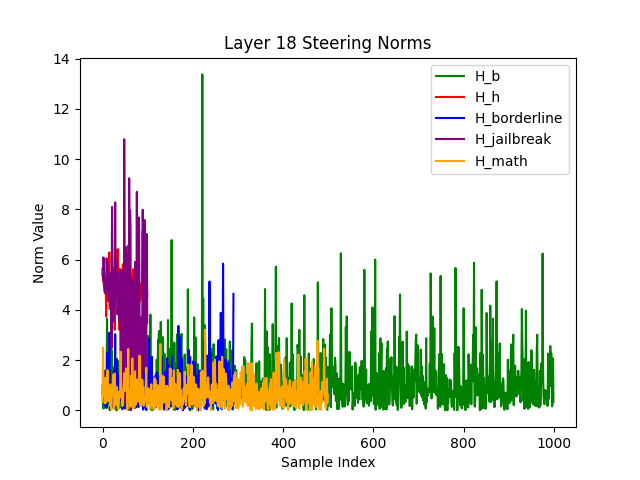 Layer 18 Steering Norms
Norm Value
14
12
10
8
6
4
2
0
H_b
H_h
H_borderline
H_jailbreak
H_math
0 200 400 600 800 1000
Sample Index